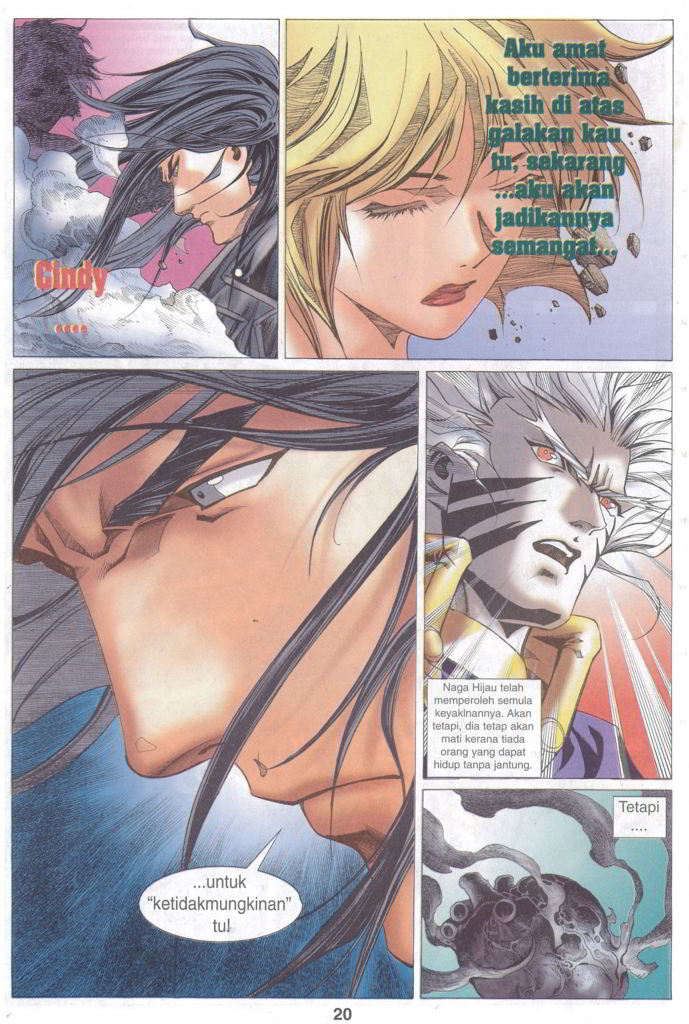 Cindy
....
Aku amat
berterima
kasih di atas
galakan kau
tu, sekarang
...aku akan
jadikannya
semangat...
...untuk
"ketidakmungkinan"
tu!
Naga Hijau telah
memperoleh semula
keyakinannya. Akan
tetapi, dia tetap akan
mati kerana tiada
orang yang dapat
hidup tanpa jantung.
Tetapi
....
20